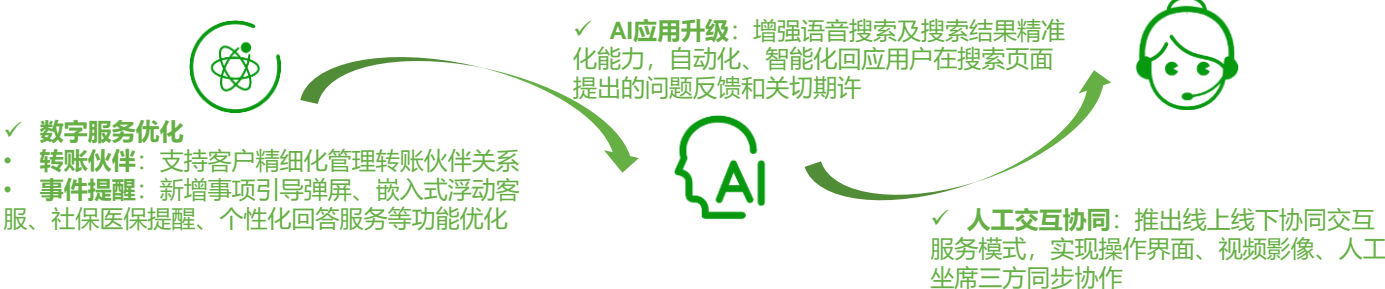 ✓ 数字服务优化
• 转账伙伴：支持客户精细化管理转账伙伴关系
• 事件提醒：新增事项引导弹屏、嵌入式浮动客
服、社保医保提醒、个性化回答服务等功能优化
✓ AI应用升级：增强语音搜索及搜索结果精准
化能力，自动化、智能化回应用户在搜索页面
提出的问题反馈和关切期许
AI
✓ 人工交互协同：推出线上线下协同交互
服务模式，实现操作界面、视频影像、人工
坐席三方同步协作